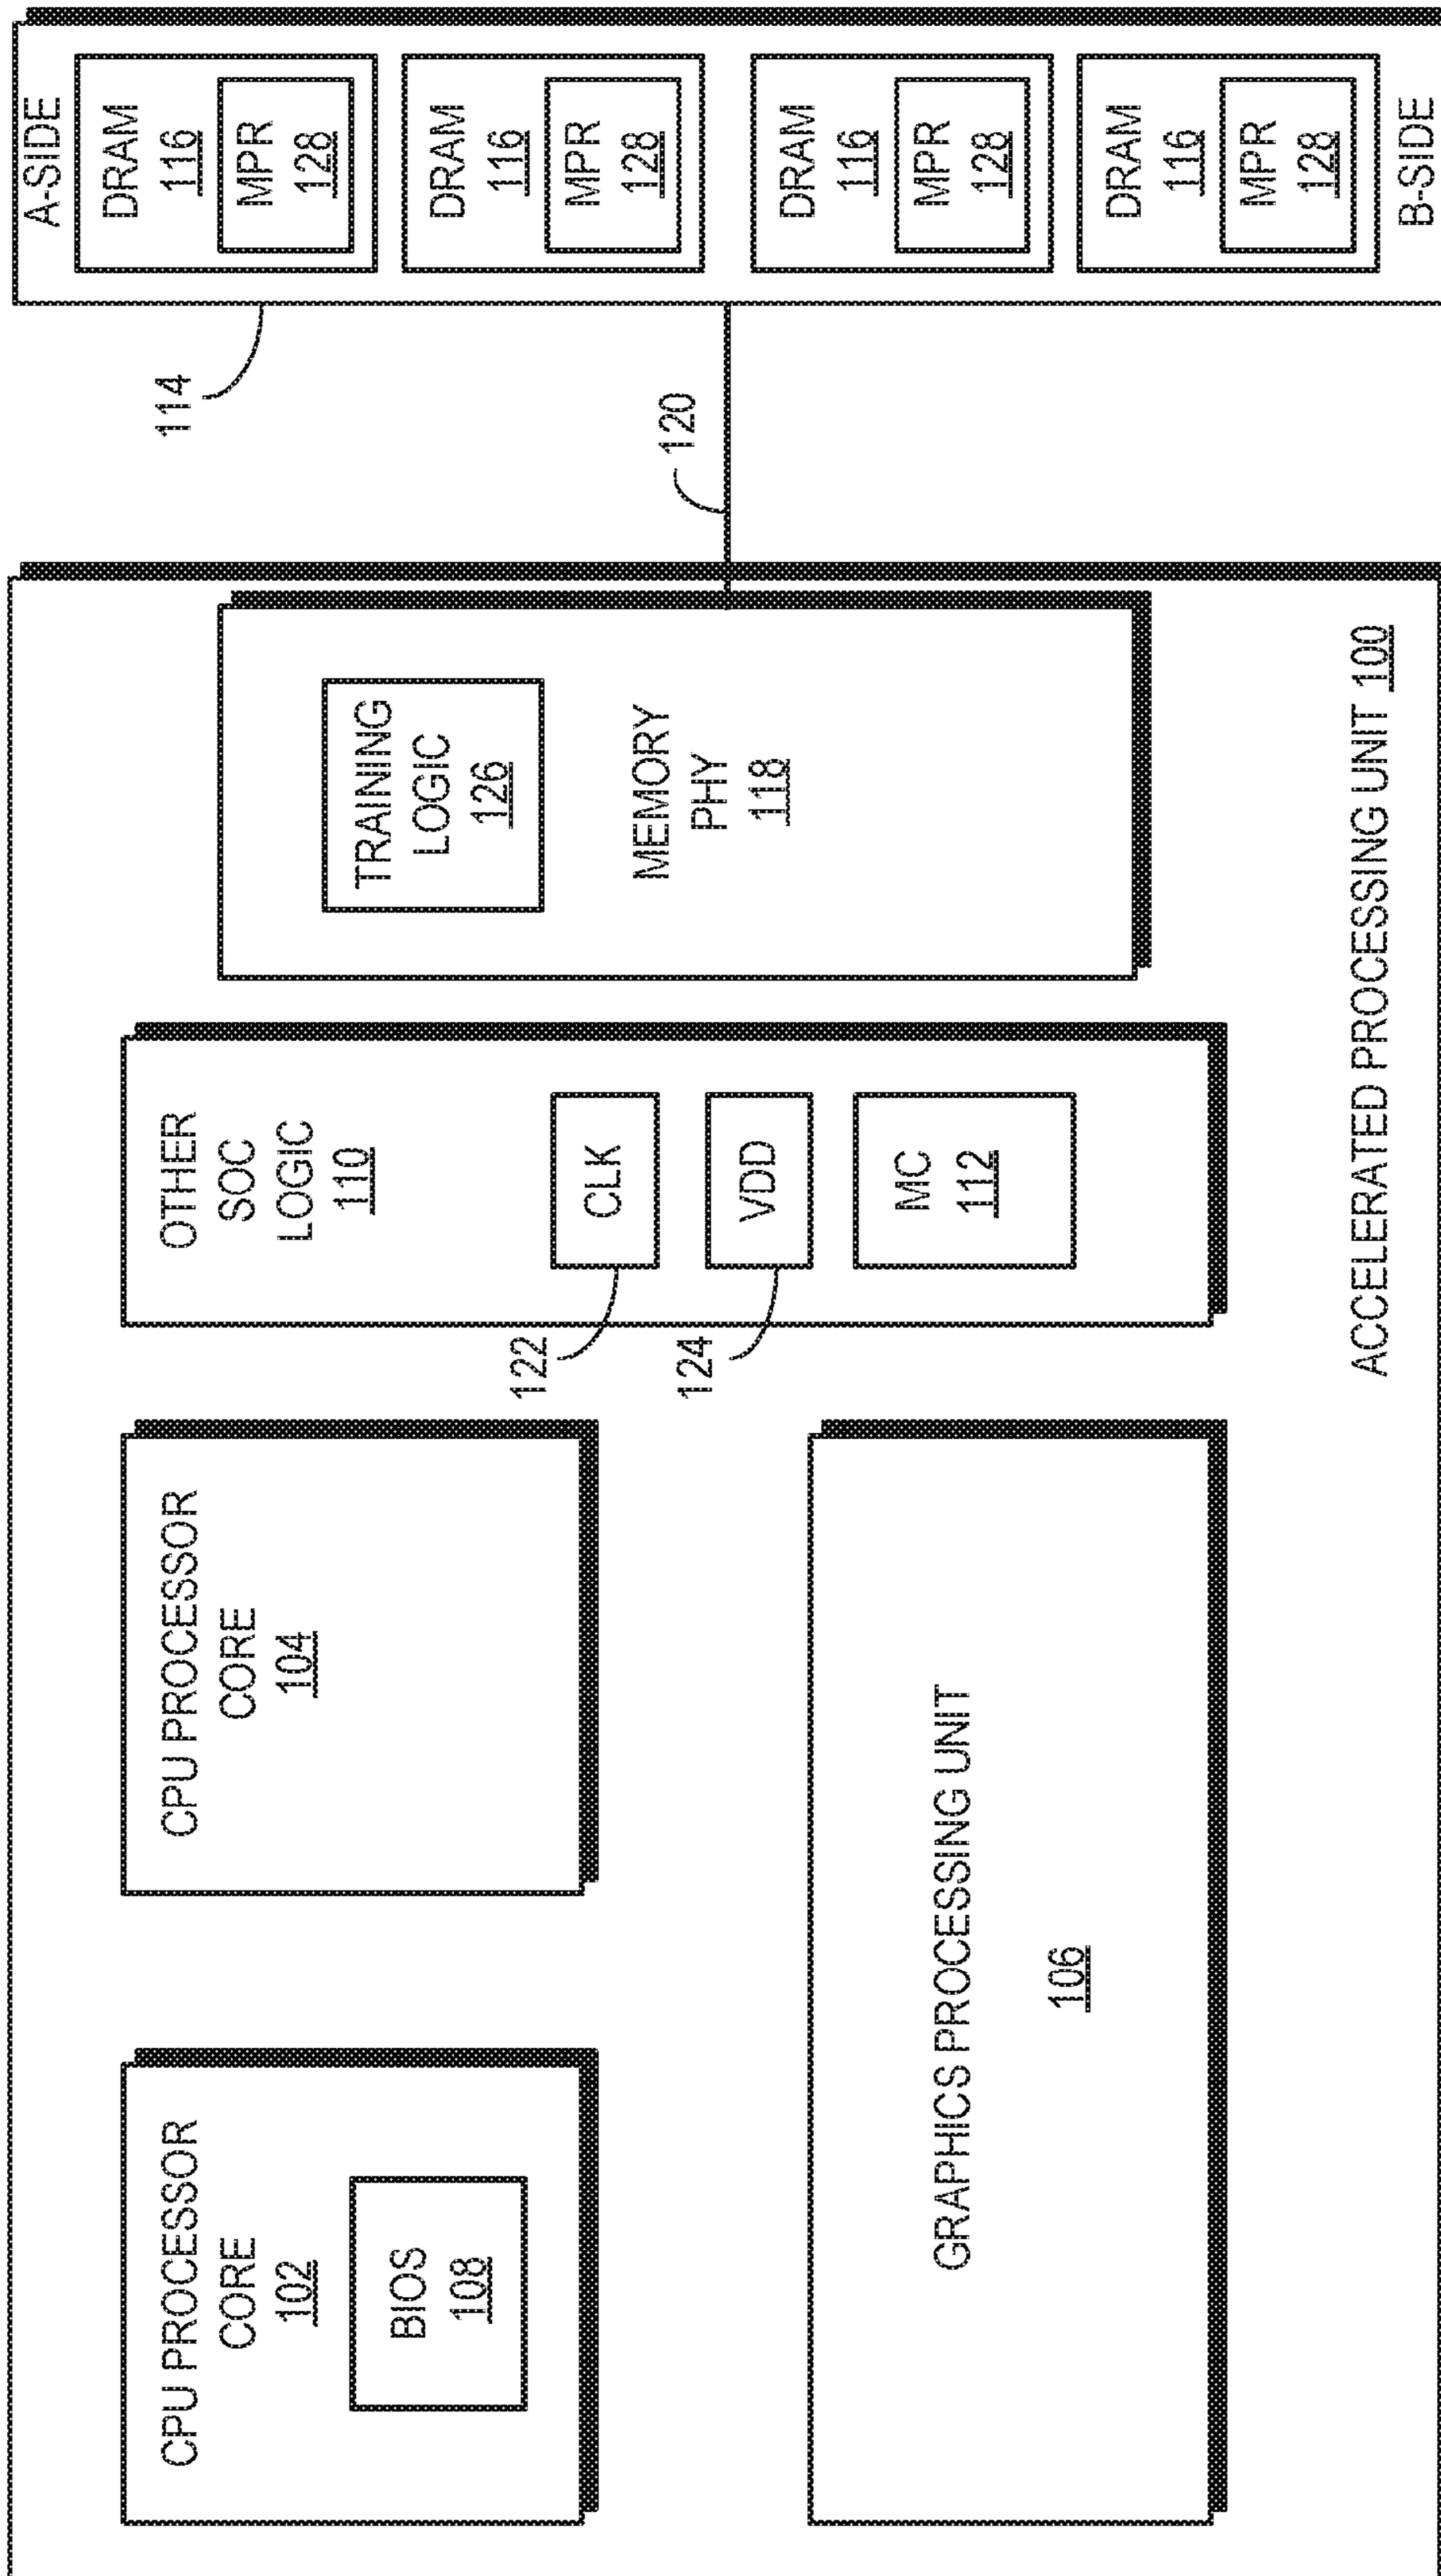 CPU PROCESSOR
CORE
102
BIOS
108
CPU PROCESSOR
CORE
104
GRAPHICS PROCESSING UNIT
106
OTHER
SOC
LOGIC
110
122
CLK
124
VDD
MC
112
TRAINING
LOGIC
126
MEMORY
PHY
118
ACCELERATED PROCESSING UNIT 100
120
114
A-SIDE
DRAM
116
MPR
128
DRAM
116
MPR
128
DRAM
116
MPR
128
DRAM
116
MPR
128
B-SIDE